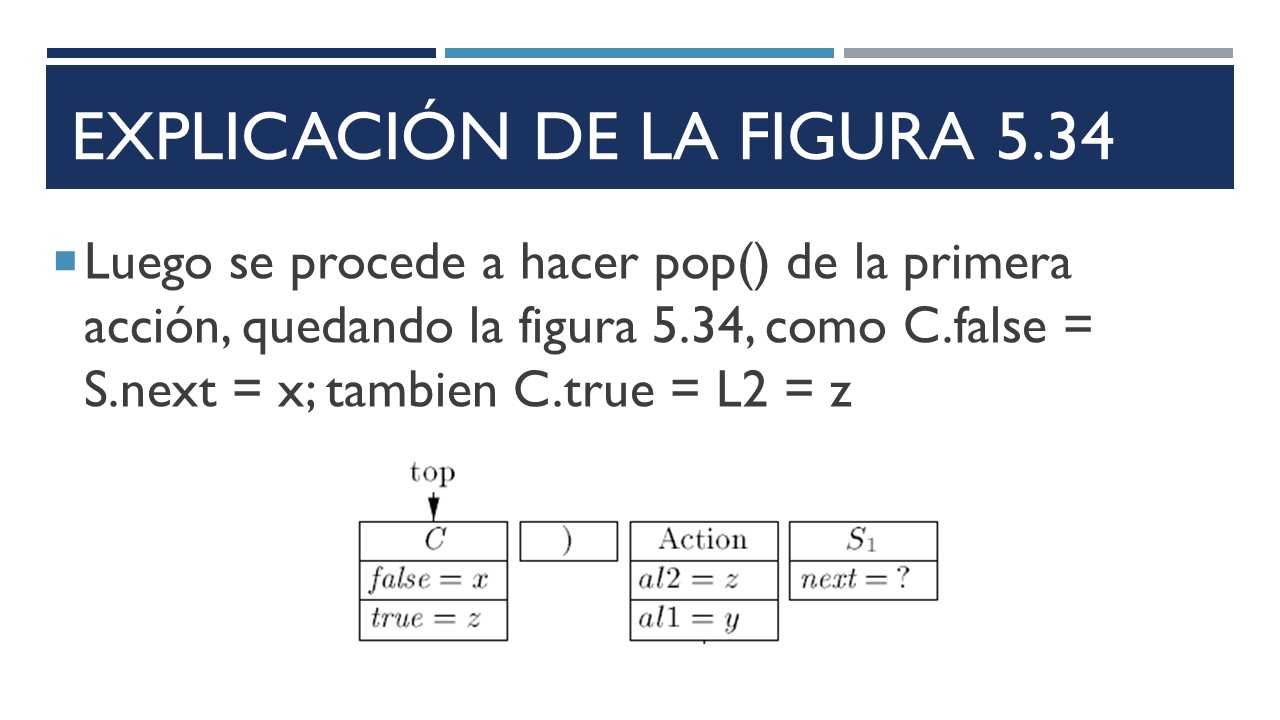 EXPLICACIÓN DE LA FIGURA 5.34
Luego se procede a hacer pop() de la primera
acción, quedando la figura 5.34, como C.false =
S.next = x; tambien C.true = L2 = z
top
C
false = x
true = z
)
Action
al2 = z
al1 = y
S₁
next = ?